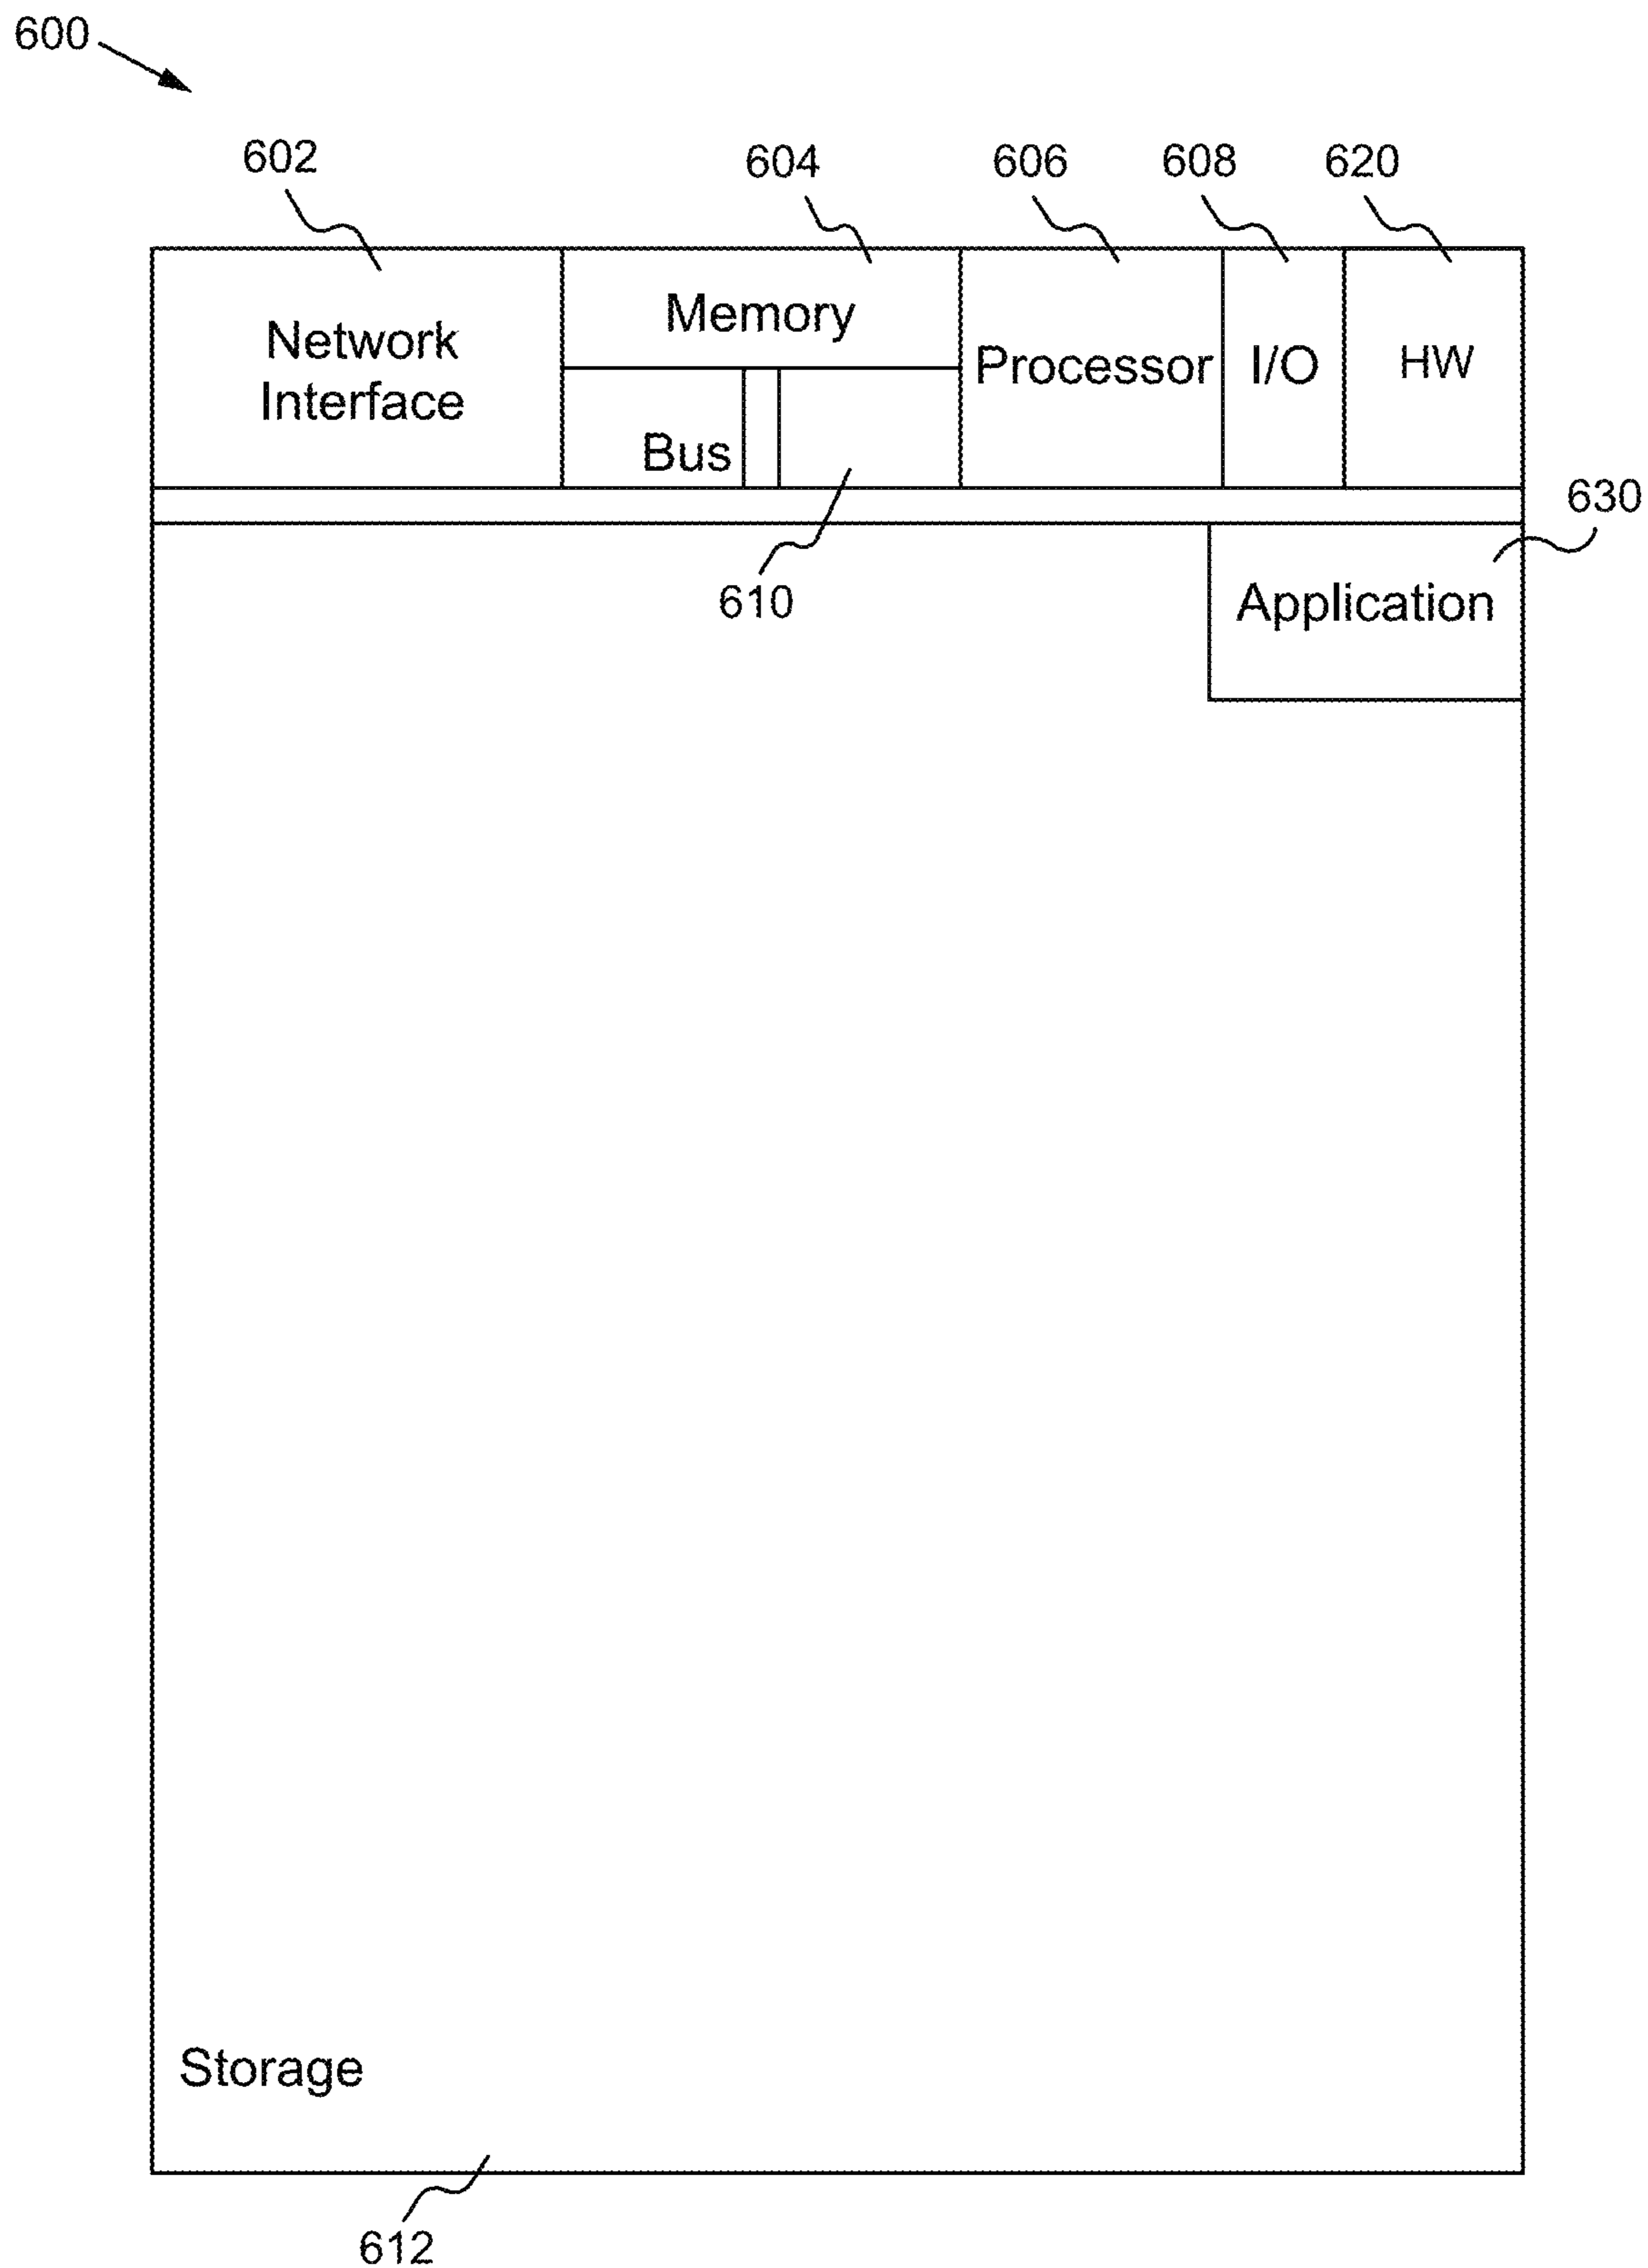 600
602
604
606
608
620
Network
Interface
Memory
Processor
I/O
HW
Bus
630
610
Application
Storage
612